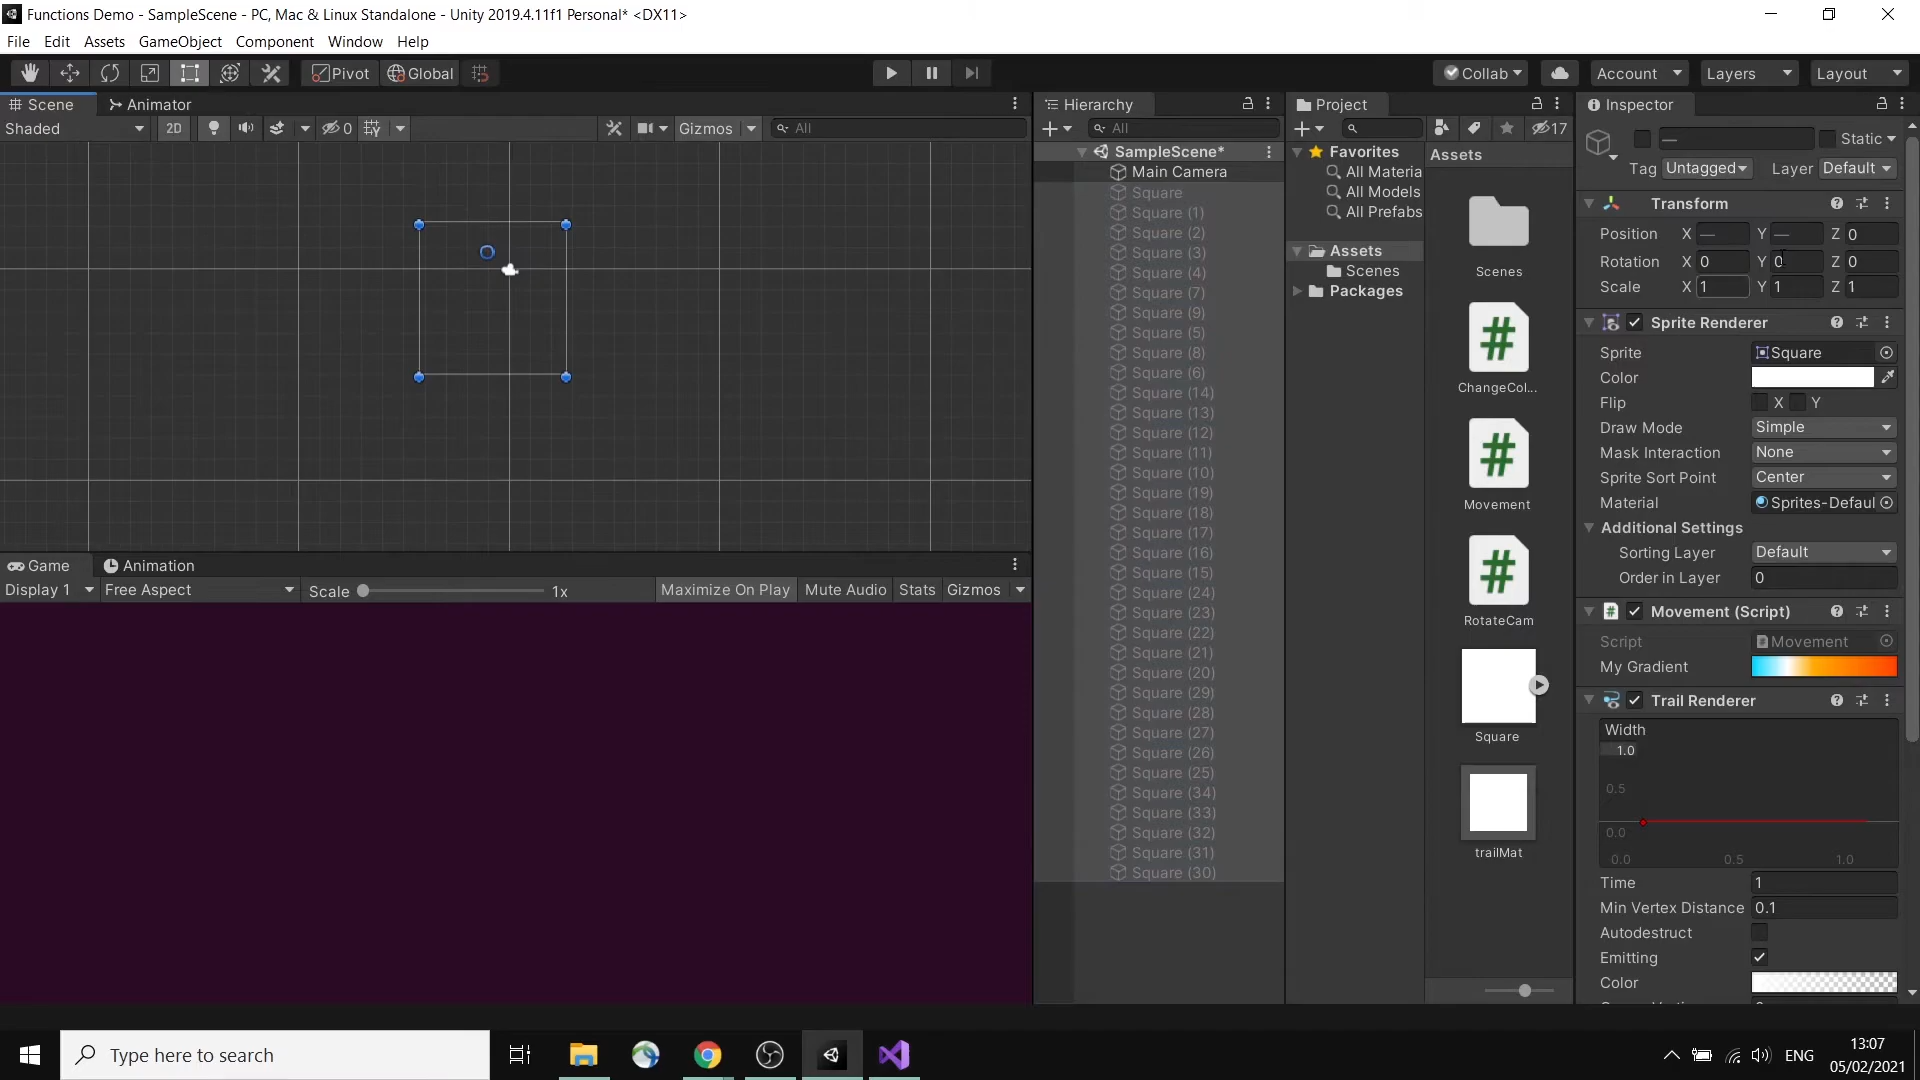 Functions Demo - SampleScene - PC, Mac & Linux Standalone - Unity 2019.4.11f1 Personal* <DX11>
File Edit Assets GameObject Component Window Help
Pivot Global Collab Account Layers Layout
Scene Animator
Shaded 2D 0 Gizmos All
Game Animation
Display 1 Free Aspect Scale 1x Maximize On Play Mute Audio Stats Gizmos
Hierarchy
All
SampleScene*
Main Camera
Square
Square (1)
Square (2)
Square (3)
Square (4)
Square (7)
Square (9)
Square (5)
Square (8)
Square (6)
Square (14)
Square (13)
Square (12)
Square (11)
Square (10)
Square (19)
Square (18)
Square (17)
Square (16)
Square (15)
Square (24)
Square (23)
Square (22)
Square (21)
Square (20)
Square (29)
Square (28)
Square (27)
Square (26)
Square (25)
Square (34)
Square (33)
Square (32)
Square (31)
Square (30)
Project
17
Favorites
All Materia
All Models
All Prefabs
Assets
Scenes
Packages
Assets
Scenes
ChangeCol...
Movement
RotateCam
Square
trailMat
Inspector
— Static
Tag Untagged Layer Default
Transform
Position X — Y — Z 0
Rotation X 0 Y 0 Z 0
Scale X 1 Y 1 Z 1
Sprite Renderer
Sprite Square
Color
Flip X Y
Draw Mode Simple
Mask Interaction None
Sprite Sort Point Center
Material Sprites-Defaul
Additional Settings
Sorting Layer Default
Order in Layer 0
# Movement (Script)
Script Movement
My Gradient
Trail Renderer
Width
1.0
0.5
0.0
0.0 0.5 1.0
Time 1
Min Vertex Distance 0.1
Autodestruct
Emitting
Color
Type here to search
ENG
13:07
05/02/2021